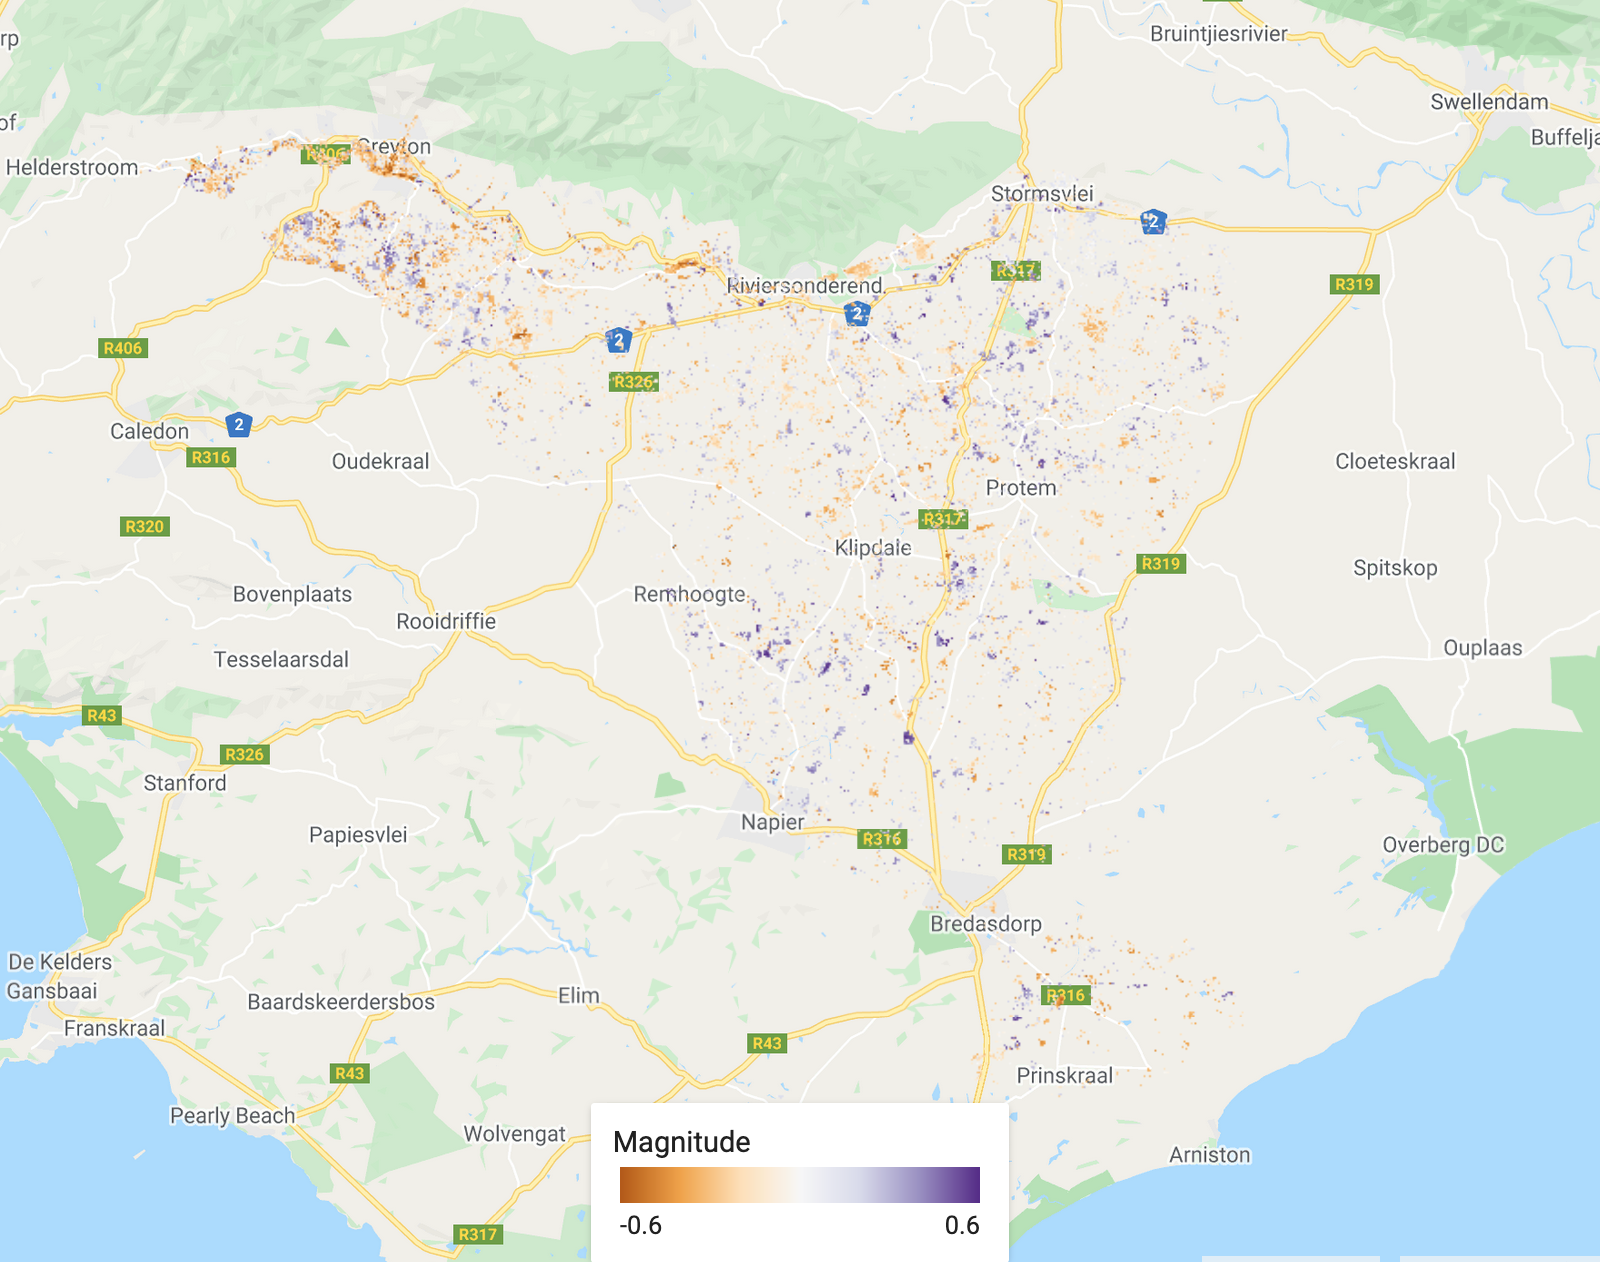 rp
Bruintjiesrivier
Swellendam
of
Buffelja
R406
Greyton
Helderstroom
Stormsvlei
2
R317
R319
Riviersonderend
2
2
R406
R326
2
Caledon
R316
Oudekraal
Cloeteskraal
Protem
R320
R317
Klipdale
R319
Spitskop
Bovenplaats
Remhoogte
Rooidriffie
Tesselaarsdal
Ouplaas
R43
R326
Stanford
Papiesvlei
Napier
R316
R319
Overberg DC
Bredasdorp
De Kelders
Gansbaai
Baardskeerdersbos
Elim
R316
Franskraal
R43
R43
Prinskraal
Pearly Beach
Wolvengat
Arniston
R317
Magnitude
-0.6 0.6